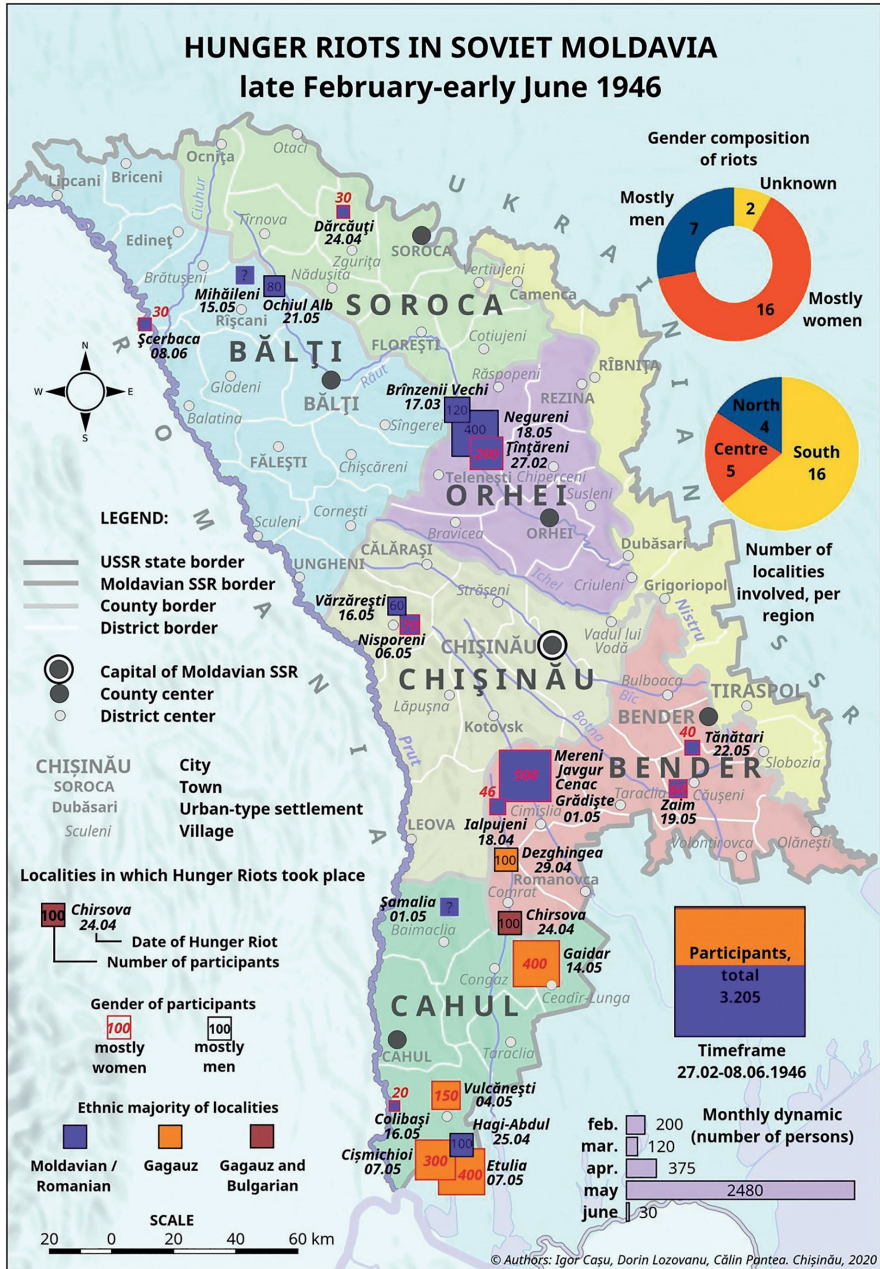 HUNGER RIOTS IN SOVIET MOLDAVIA
late February-early June 1946
Gender composition
of riots
Unknown
2
Mostly
men
7
16
Mostly
women
North
4
Centre
5
South
16
Number of
localities
involved, per
region
UKRAINIAN SSR
ROMANIA
Otaci
Ocniţa
Briceni
Lipcani
Ciuhur
30
Dărcăuţi
24.04
Tîrnova
SOROCA
Zguriţa
Edineţ
Brătuşeni
Năduşita
Vertiujeni
Camenca
?
Mihăileni
15.05
80
Ochiul Alb
21.05
SOROCA
30
Şcerbaca
08.06
Rîşcani
BĂLŢI
FLOREŞTI
Cotiujeni
Răut
Glodeni
BĂLŢI
Răspopeni
REZINA
RÎBNIŢA
Balatina
Brînzenii Vechi
17.03
120
Sîngerei
400
Negureni
18.05
200
Ţînţăreni
27.02
FĂLEŞTI
Chişcăreni
Teleneşti
Chiperceni
Susleni
ORHEI
Corneşti
Sculeni
Bravicea
ORHEI
UNGHENI
CĂLĂRAŞI
Ichel
Dubăsari
Criuleni
Grigoriopol
Nistru
Vărzăreşti
16.05
60
Străşeni
70
Nisporeni
06.05
CHIŞINĂU
Vadul lui
Vodă
CHIŞINĂU
Lăpuşna
Bulboaca
Bîc
TIRASPOL
Kotovsk
Botna
BENDER
40
Tănătari
22.05
Prut
BENDER
Slobozia
500
Mereni
Javgur
Cenac
Grădişte
01.05
46
Ialpujeni
18.04
Cimişlia
Taraclia
Căuşeni
60
Zaim
19.05
LEOVA
Volontirovca
Olăneşti
100
Dezghingea
29.04
Romanovca
Comrat
Şamalia
01.05
?
Baimaclia
100
Chirsova
24.04
400
Gaidar
14.05
Congaz
Ceadîr-Lunga
CAHUL
CAHUL
Taraclia
20
Colibaşi
16.05
150
Vulcăneşti
04.05
Hagi-Abdul
25.04
100
Cişmichioi
07.05
300
400
Etulia
07.05
N
W
E
S
LEGEND:
USSR state border
Moldavian SSR border
County border
District border
Capital of Moldavian SSR
County center
District center
CHIȘINĂU City
SOROCA Town
Dubăsari Urban-type settlement
Sculeni Village
Localities in which Hunger Riots took place
100
Chirsova
24.04
Date of Hunger Riot
Number of participants
Gender of participants
100
mostly
women
100
mostly
men
Ethnic majority of localities
Moldavian /
Romanian
Gagauz
Gagauz and
Bulgarian
SCALE
20 0 20 40 60 km
Participants,
total
3.205
Timeframe
27.02-08.06.1946
Monthly dynamic
(number of persons)
feb. 200
mar. 120
apr. 375
may 2480
june 30
© Authors: Igor Cașu, Dorin Lozovanu, Călin Pantea. Chișinău, 2020